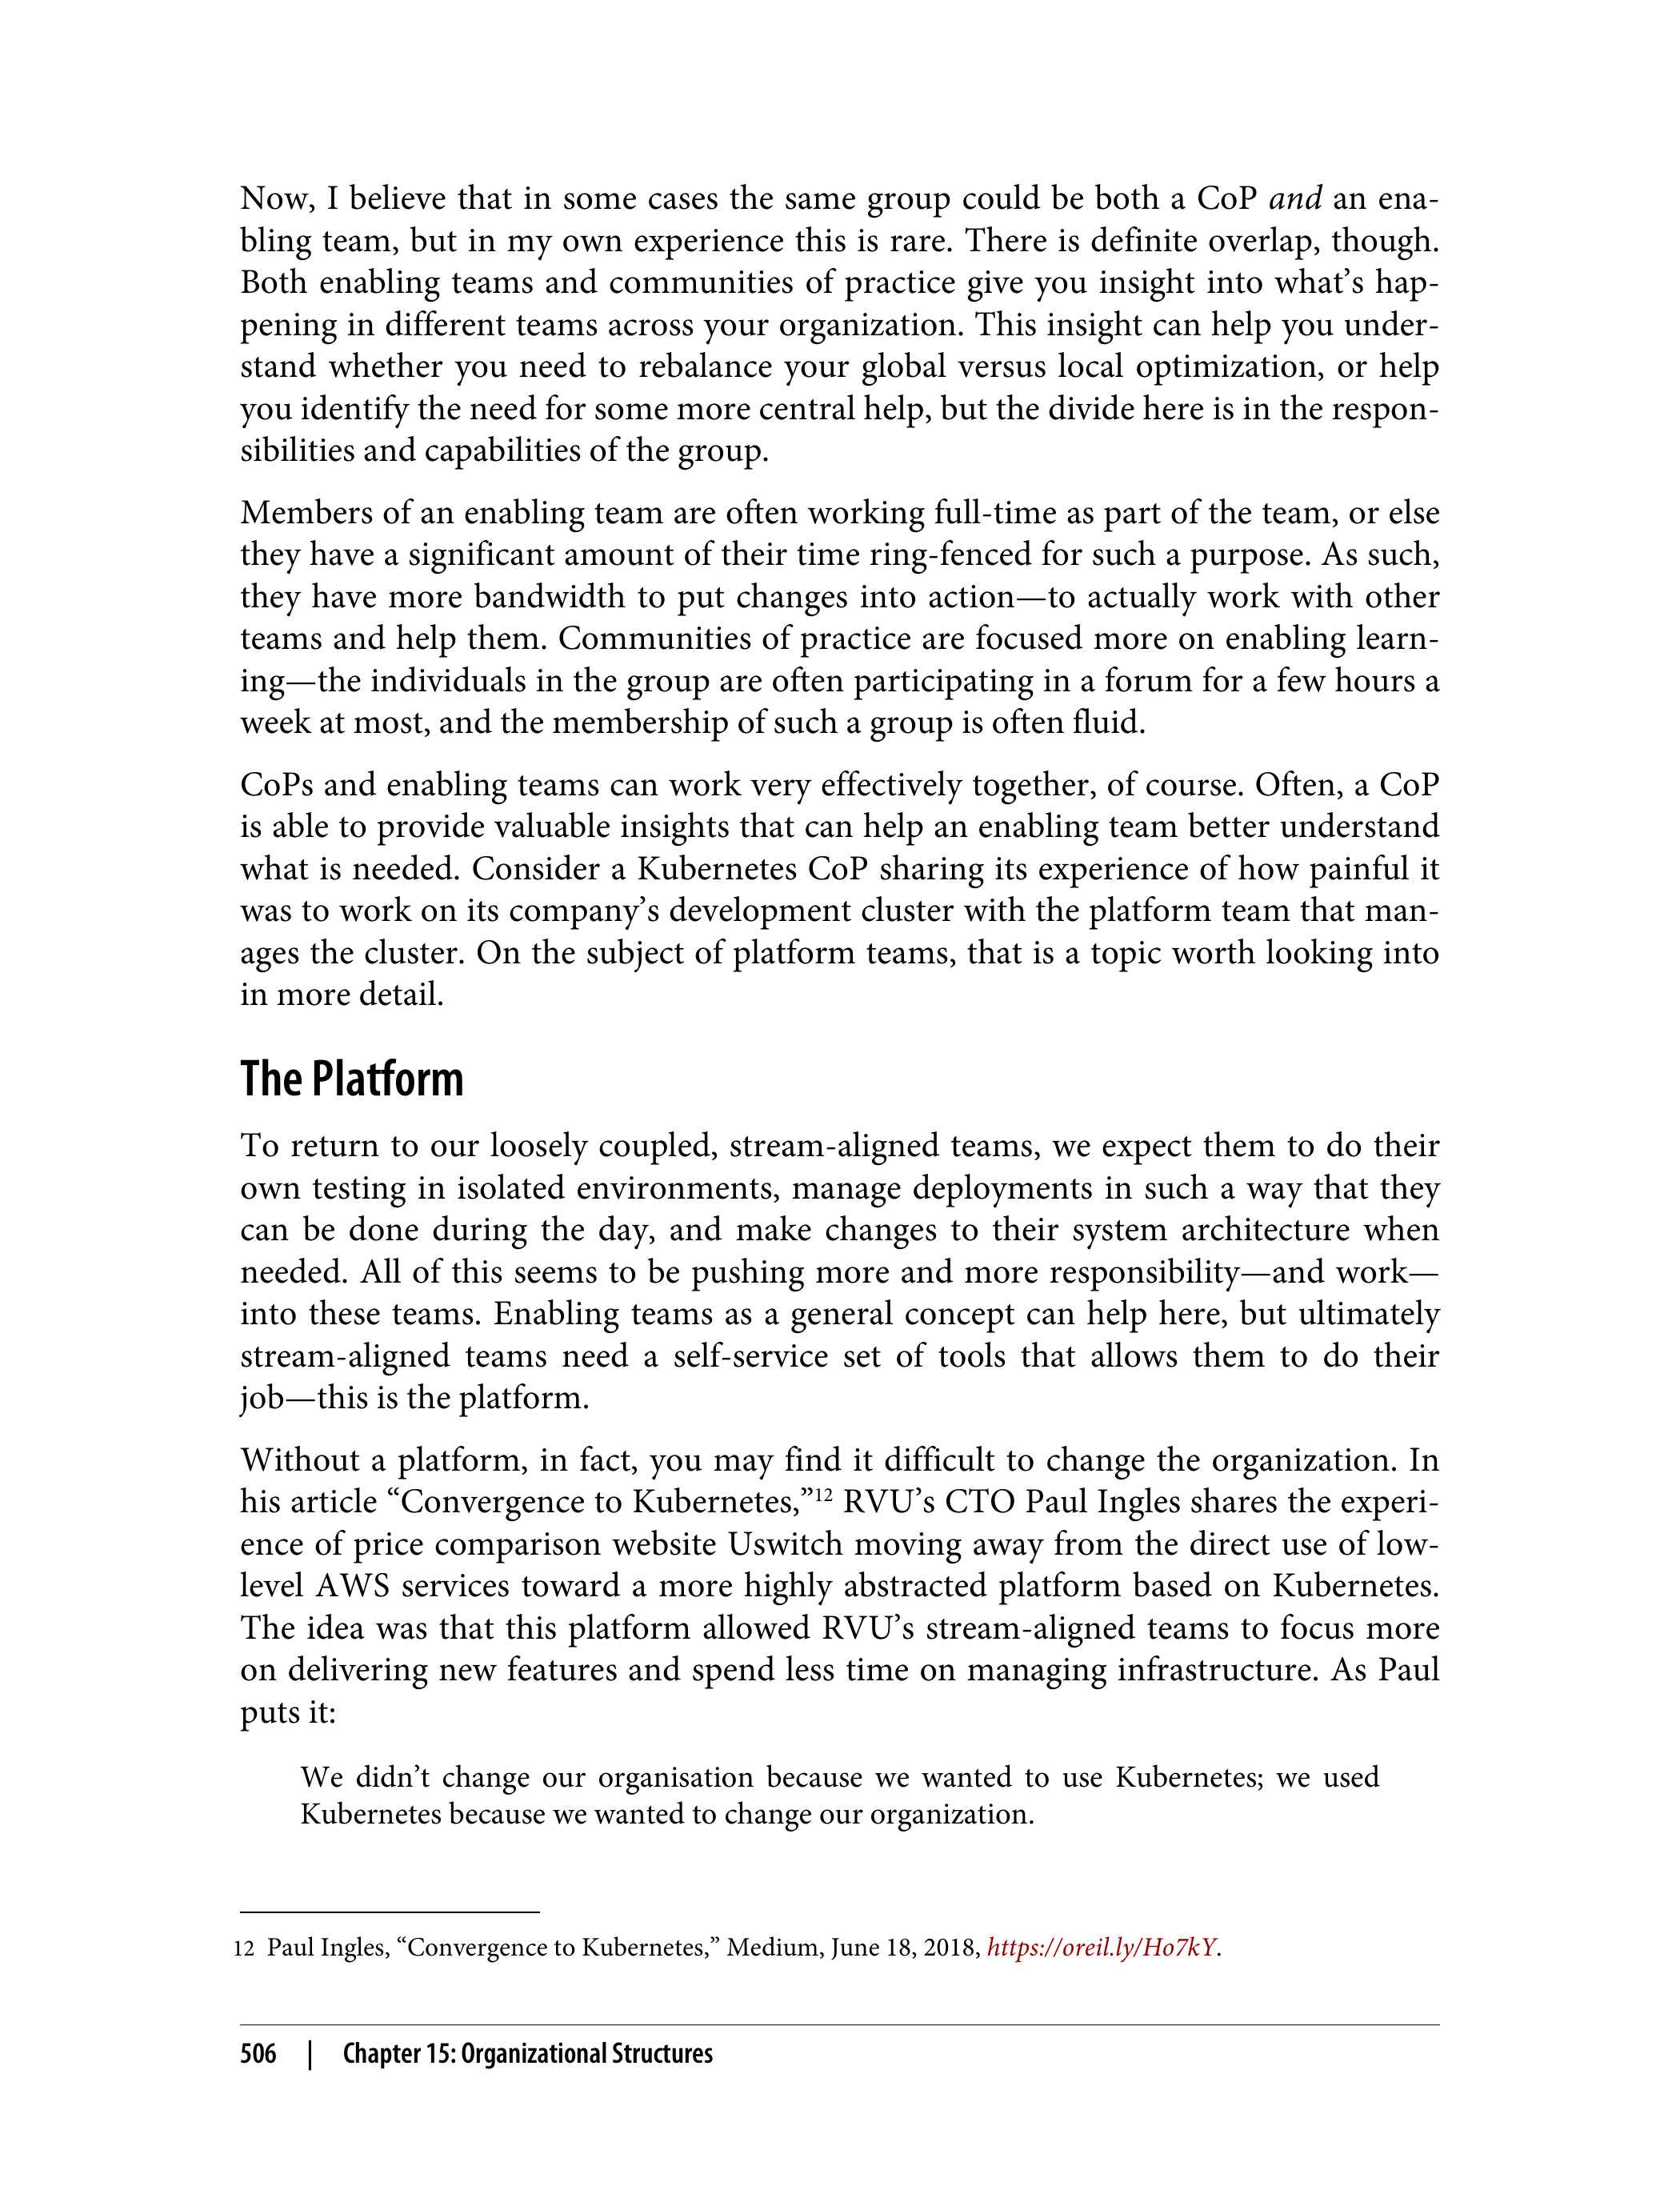 Now, I believe that in some cases the same group could be both a CoP and an ena-
bling team, but in my own experience this is rare. There is definite overlap, though.
Both enabling teams and communities of practice give you insight into what’s hap-
pening in different teams across your organization. This insight can help you under-
stand whether you need to rebalance your global versus local optimization, or help
you identify the need for some more central help, but the divide here is in the respon-
sibilities and capabilities of the group.
Members of an enabling team are often working full-time as part of the team, or else
they have a significant amount of their time ring-fenced for such a purpose. As such,
they have more bandwidth to put changes into action—to actually work with other
teams and help them. Communities of practice are focused more on enabling learn-
ing—the individuals in the group are often participating in a forum for a few hours a
week at most, and the membership of such a group is often fluid.
CoPs and enabling teams can work very effectively together, of course. Often, a CoP
is able to provide valuable insights that can help an enabling team better understand
what is needed. Consider a Kubernetes CoP sharing its experience of how painful it
was to work on its company’s development cluster with the platform team that man-
ages the cluster. On the subject of platform teams, that is a topic worth looking into
in more detail.
The Platform
To return to our loosely coupled, stream-aligned teams, we expect them to do their
own testing in isolated environments, manage deployments in such a way that they
can be done during the day, and make changes to their system architecture when
needed. All of this seems to be pushing more and more responsibility—and work—
into these teams. Enabling teams as a general concept can help here, but ultimately
stream-aligned teams need a self-service set of tools that allows them to do their
job—this is the platform.
Without a platform, in fact, you may find it difficult to change the organization. In
his article “Convergence to Kubernetes,”12 RVU’s CTO Paul Ingles shares the experi-
ence of price comparison website Uswitch moving away from the direct use of low-
level AWS services toward a more highly abstracted platform based on Kubernetes.
The idea was that this platform allowed RVU’s stream-aligned teams to focus more
on delivering new features and spend less time on managing infrastructure. As Paul
puts it:
We didn’t change our organisation because we wanted to use Kubernetes; we used
Kubernetes because we wanted to change our organization.
12 Paul Ingles, “Convergence to Kubernetes,” Medium, June 18, 2018, https://oreil.ly/Ho7kY.
506 | Chapter 15: Organizational Structures